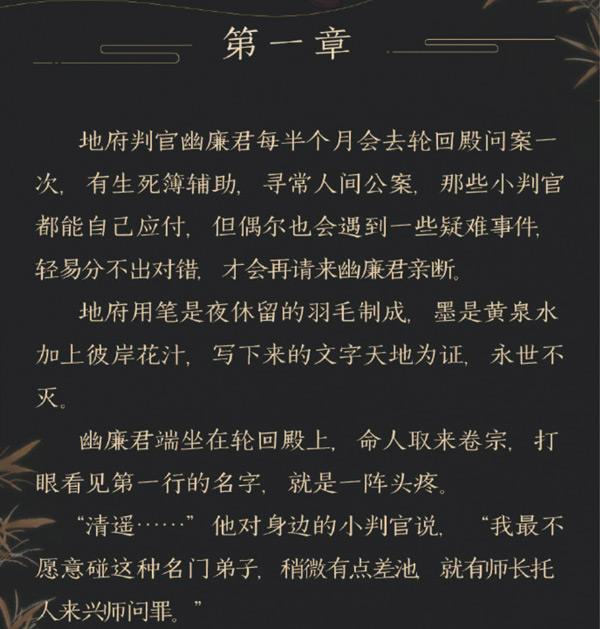 第一章
地府判官幽廉君每半个月会去轮回殿问案一
次，有生死簿辅助，寻常人间公案，那些小判官
都能自己应付，但偶尔也会遇到一些疑难事件，
轻易分不出对错，才会再请来幽廉君亲断。
地府用笔是夜休留的羽毛制成，墨是黄泉水
加上彼岸花汁，写下来的文字天地为证，永世不
灭。
幽廉君端坐在轮回殿上，命人取来卷宗，打
眼看见第一行的名字，就是一阵头疼。
“清遥……”他对身边的小判官说，“我最不
愿意碰这种名门弟子，稍微有点差池，就有师长托
人来兴师问罪。”